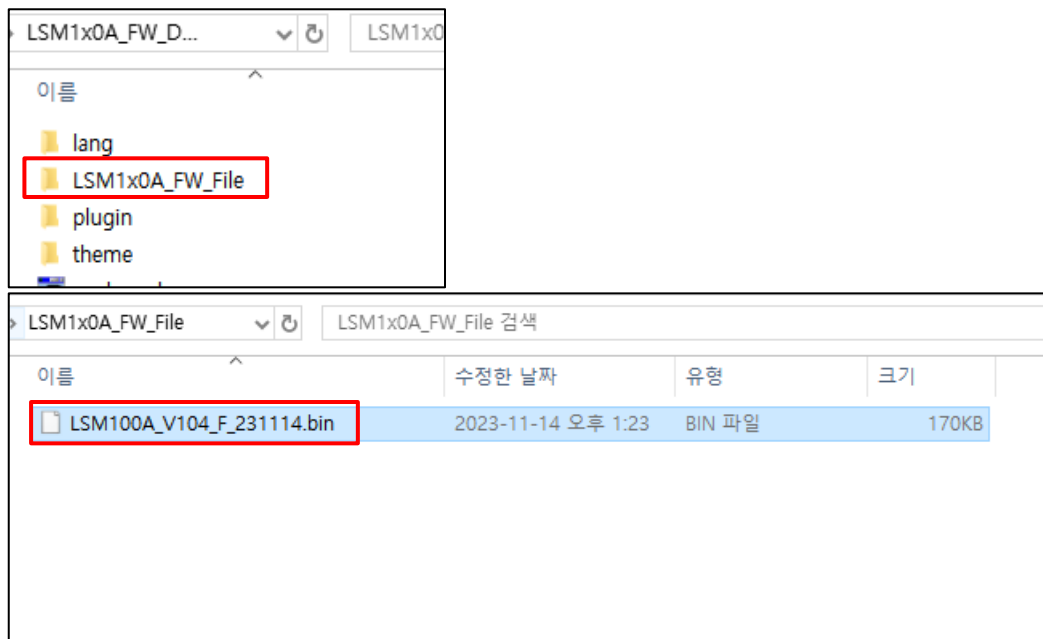 LSM1x0A_FW_D... LSM1x0
이름
lang
LSM1x0A_FW_File
plugin
theme
LSM1x0A_FW_File LSM1x0A_FW_File 검색
이름 수정한 날짜 유형 크기
LSM100A_V104_F_231114.bin 2023-11-14 오후 1:23 BIN 파일 170KB